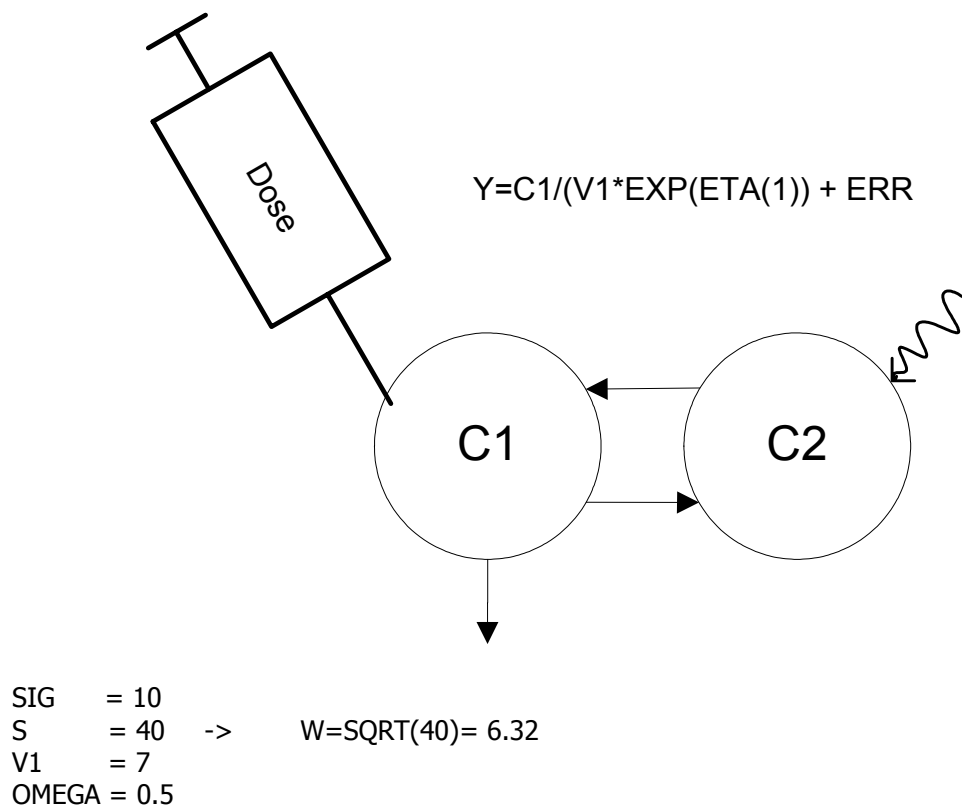 Dose
Y=C1/(V1*EXP(ETA(1)) + ERR
C1
C2
SIG = 10
S = 40 -> W=SQRT(40)= 6.32
V1 = 7
OMEGA = 0.5